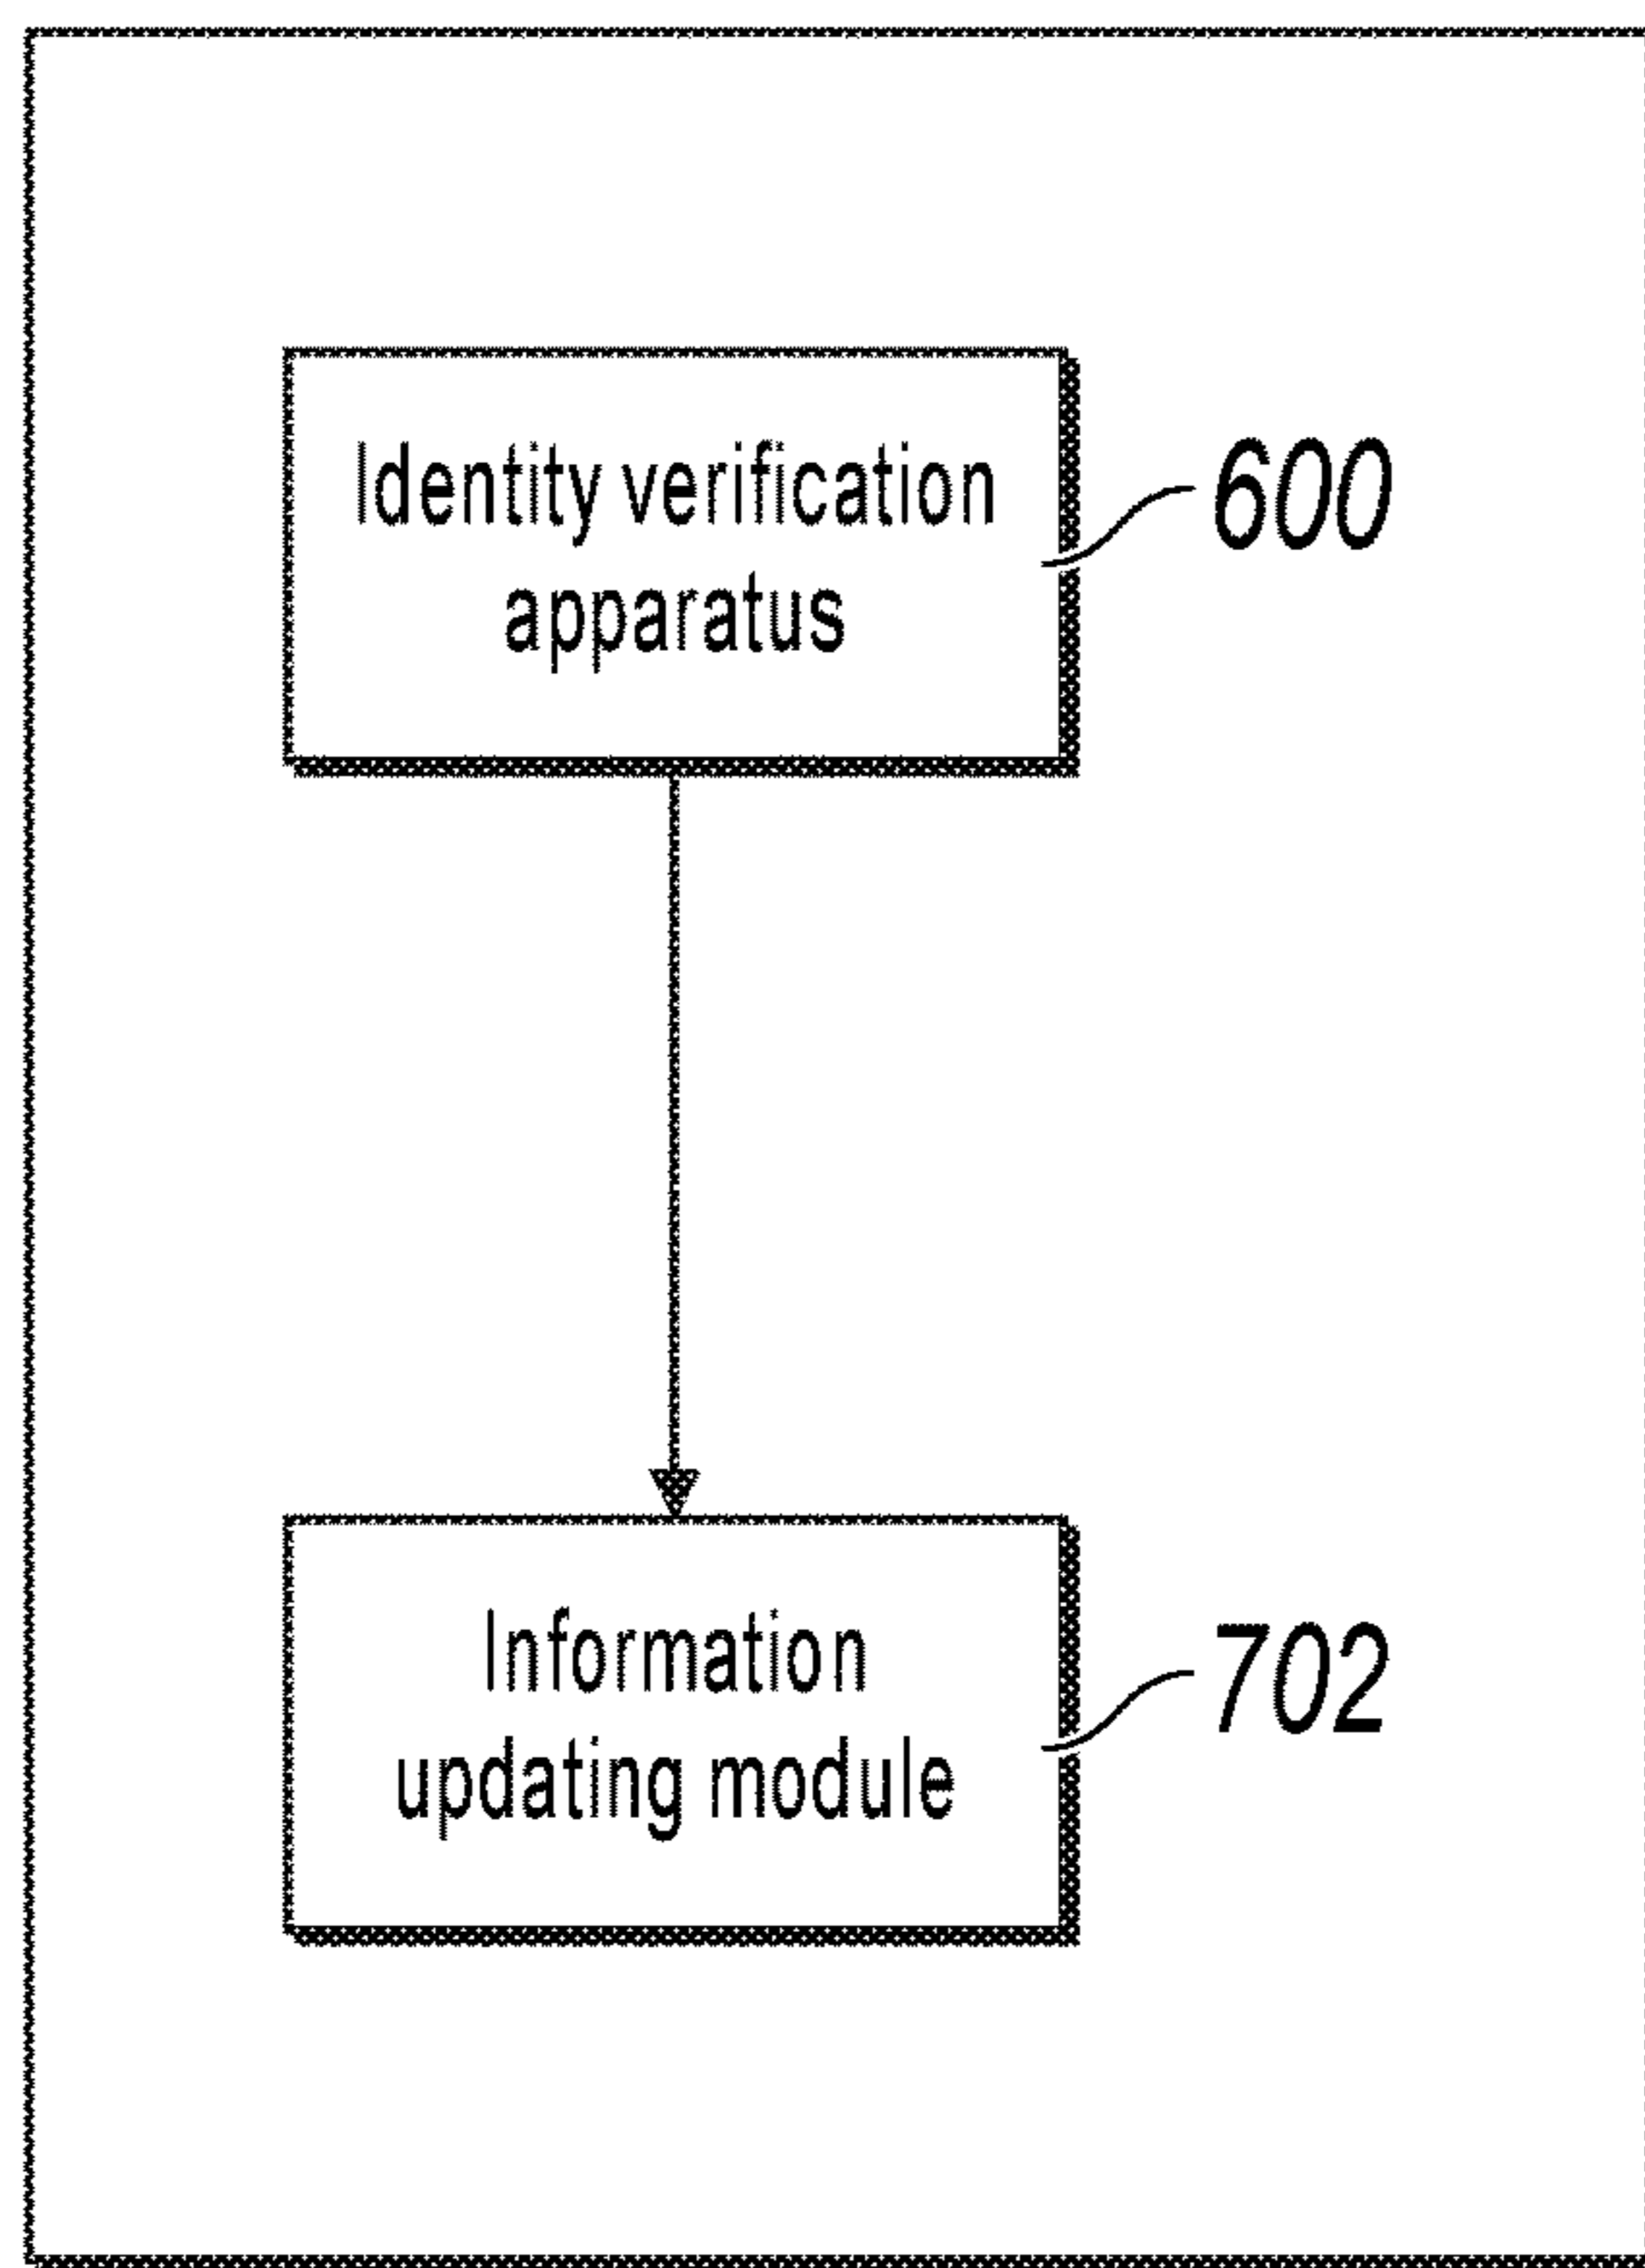 Identity verification
apparatus
600
Information
updating module
702